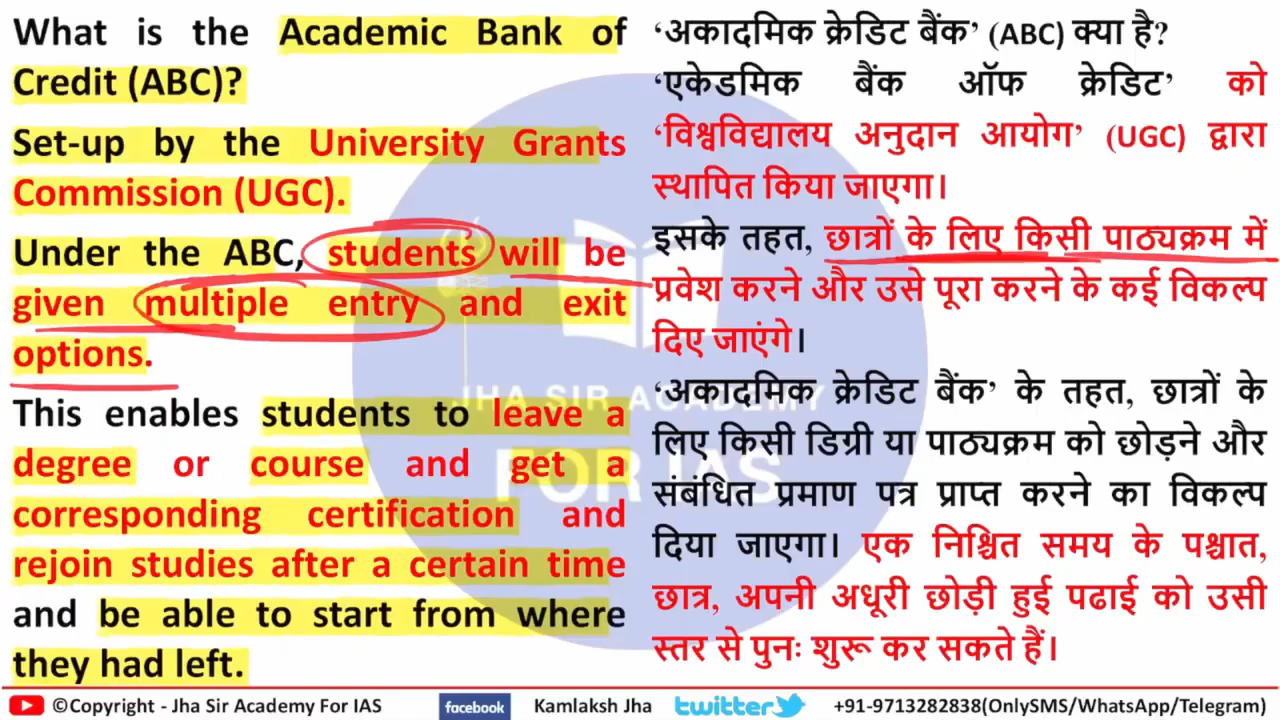 What is the Academic Bank of
Credit (ABC)?
Set-up by the University Grants
Commission (UGC).
Under the ABC, students will be
given multiple entry and exit
options.
This enables students to leave a
degree or course and get a
corresponding certification and
rejoin studies after a certain time
and be able to start from where
they had left.
‘अकादमिक क्रेडिट बैंक’ (ABC) क्या है?
‘एकेडमिक बैंक ऑफ क्रेडिट’ को
‘विश्वविद्यालय अनुदान आयोग’ (UGC) द्वारा
स्थापित किया जाएगा।
इसके तहत, छात्रों के लिए किसी पाठ्यक्रम में
प्रवेश करने और उसे पूरा करने के कई विकल्प
दिए जाएंगे।
‘अकादमिक क्रेडिट बैंक’ के तहत, छात्रों के
लिए किसी डिग्री या पाठ्यक्रम को छोड़ने और
संबंधित प्रमाण पत्र प्राप्त करने का विकल्प
दिया जाएगा। एक निश्चित समय के पश्चात,
छात्र, अपनी अधूरी छोड़ी हुई पढाई को उसी
स्तर से पुनः शुरू कर सकते हैं।
JHA SIR ACADEMY
FOR IAS
©Copyright - Jha Sir Academy For IAS facebook Kamlaksh Jha twitter +91-9713282838(OnlySMS/WhatsApp/Telegram)